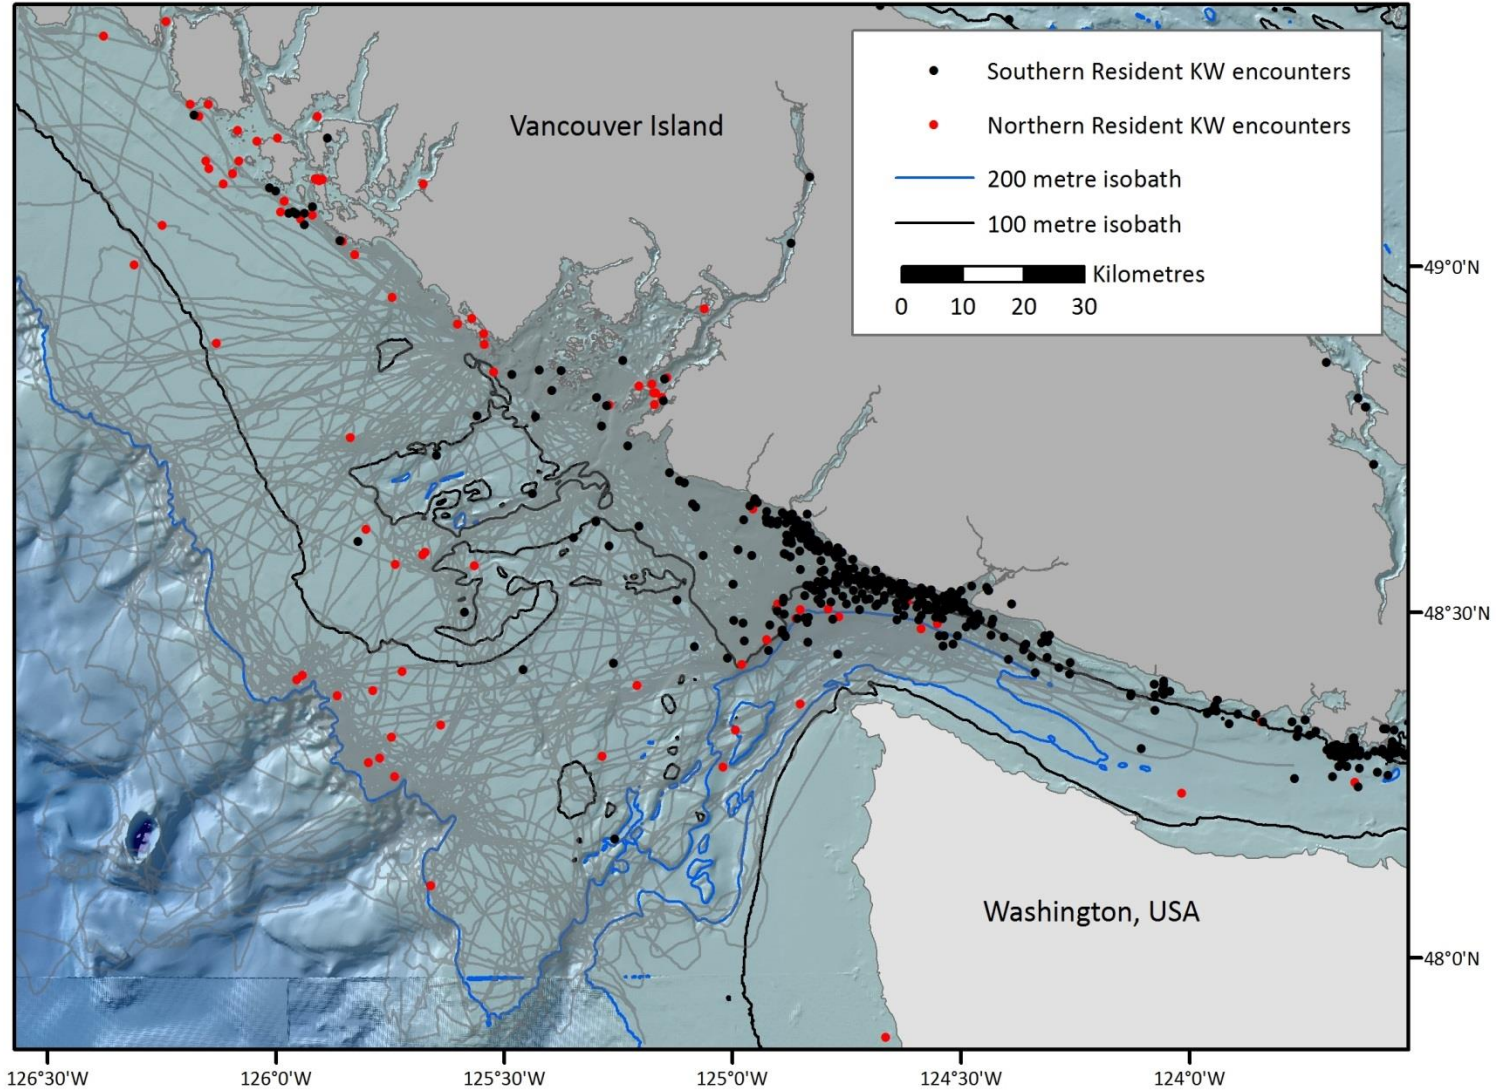 Vancouver Island
Southern Resident KW encounters
Northern Resident KW encounters
200 metre isobath
100 metre isobath
Kilometres
0 10 20 30
49°0'N
48°30'N
Washington, USA
48°0'N
126°30'W 126°0'W 125°30'W 125°0'W 124°30'W 124°0'W